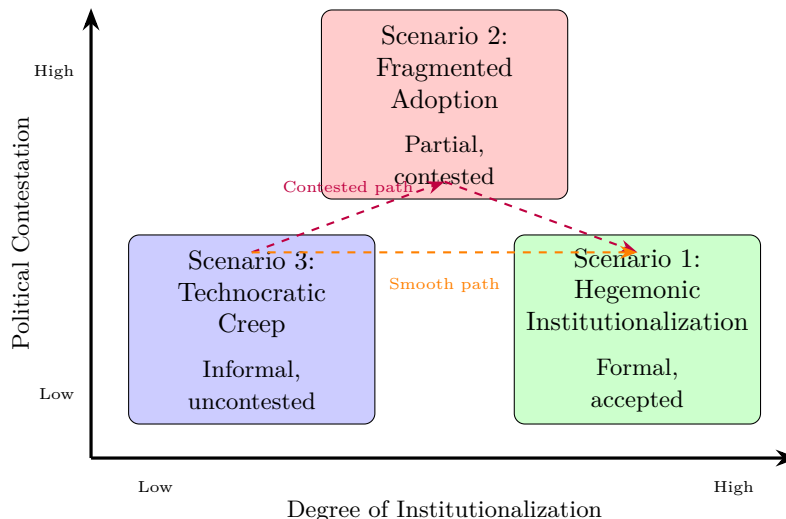 Scenario 2:
Fragmented
Adoption
Partial,
contested
High
Contested path
Political Contestation
Scenario 3:
Technocratic
Creep
Informal,
uncontested
Smooth path
Scenario 1:
Hegemonic
Institutionalization
Formal,
accepted
Low
Low
High
Degree of Institutionalization